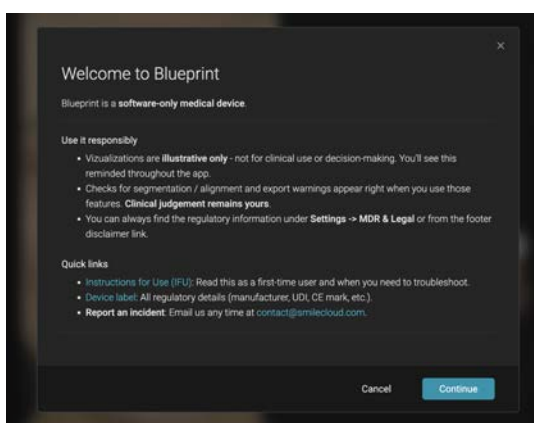 Welcome to Blueprint
Blueprint is a software-only medical device.
Use it responsibly
• Vizualizations are illustrative only - not for clinical use or decision-making. You'll see this
reminded throughout the app.
• Checks for segmentation / alignment and export warnings appear right when you use those
features. Clinical judgement remains yours.
• You can always find the regulatory information under Settings -> MDR & Legal or from the footer
disclaimer link.
Quick links
• Instructions for Use (IFU): Read this as a first-time user and when you need to troubleshoot.
• Device label: All regulatory details (manufacturer, UDI, CE mark, etc.).
• Report an incident: Email us any time at contact@smilecloud.com.
Cancel Continue